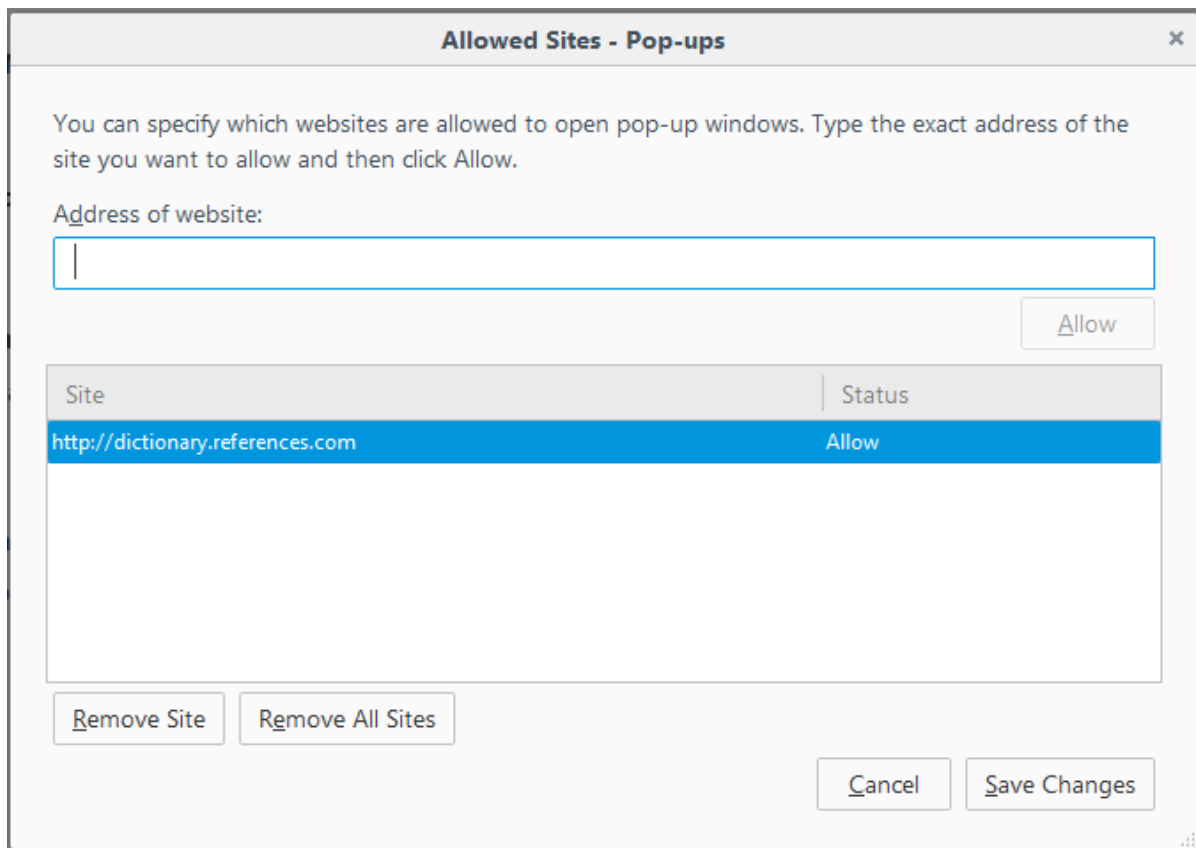 Allowed Sites - Pop-ups
You can specify which websites are allowed to open pop-up windows. Type the exact address of the
site you want to allow and then click Allow.
Address of website:
Allow
Site Status
http://dictionary.references.com Allow
Remove Site Remove All Sites
Cancel Save Changes